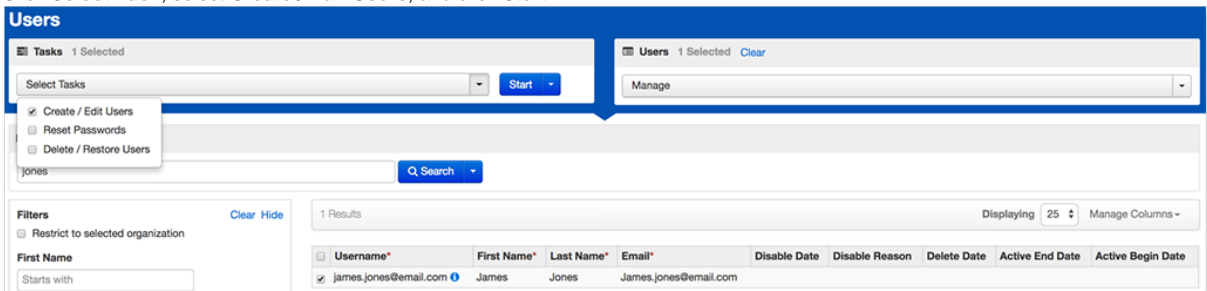 Users
Tasks 1 Selected
Users 1 Selected Clear
Select Tasks
Start
Manage
Create / Edit Users
Reset Passwords
Delete / Restore Users
jones
Search
Filters Clear Hide
1 Results
Displaying 25 Manage Columns
Restrict to selected organization
First Name
Starts with
Username* First Name* Last Name* Email* Disable Date Disable Reason Delete Date Active End Date Active Begin Date
james.jones@email.com James Jones James.jones@email.com